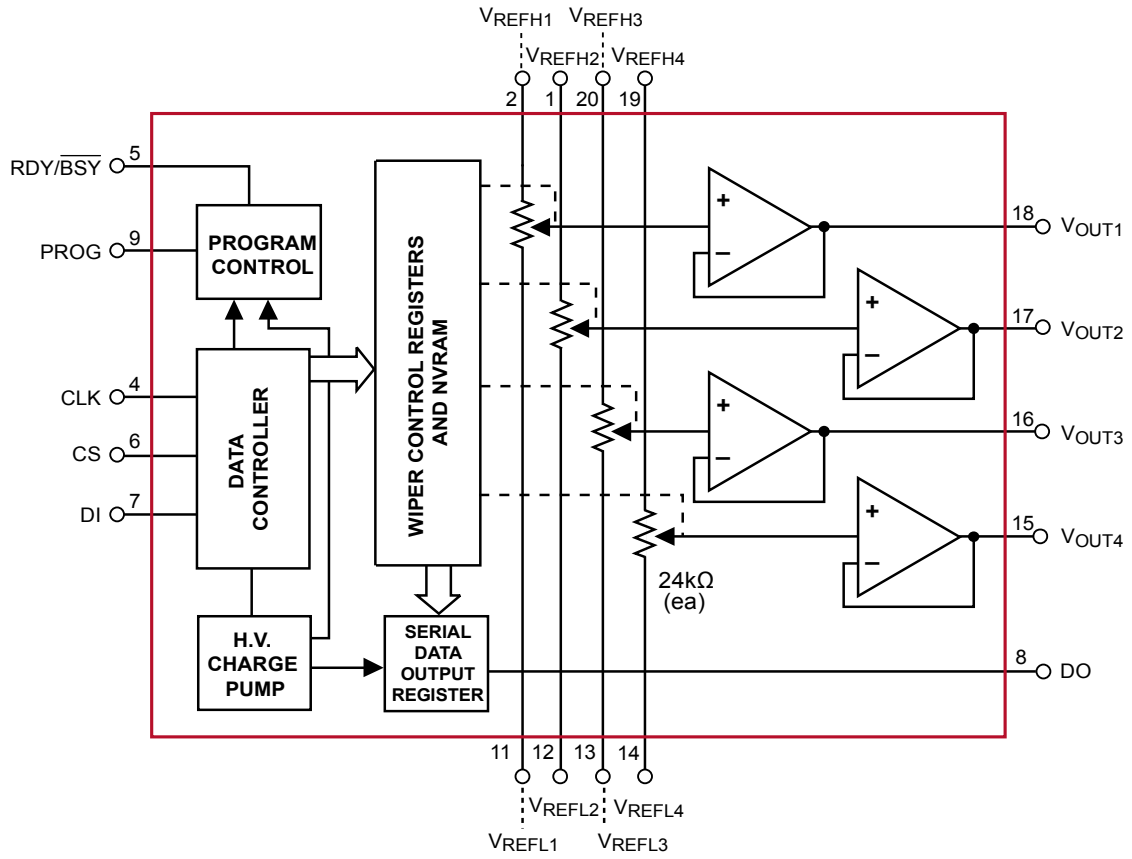 VREFH1 VREFH3
VREFH2 VREFH4
2 1 20 19
5
RDY/BSY
9
PROG
PROGRAM
CONTROL
4
CLK
6
CS
7
DI
DATA
CONTROLLER
WIPER CONTROL REGISTERS
AND NVRAM
H.V.
CHARGE
PUMP
SERIAL
DATA
OUTPUT
REGISTER
+
−
18
VOUT1
+
−
17
VOUT2
+
−
16
VOUT3
+
−
15
VOUT4
24kΩ
(ea)
8
DO
11 12 13 14
VREFL2 VREFL4
VREFL1 VREFL3